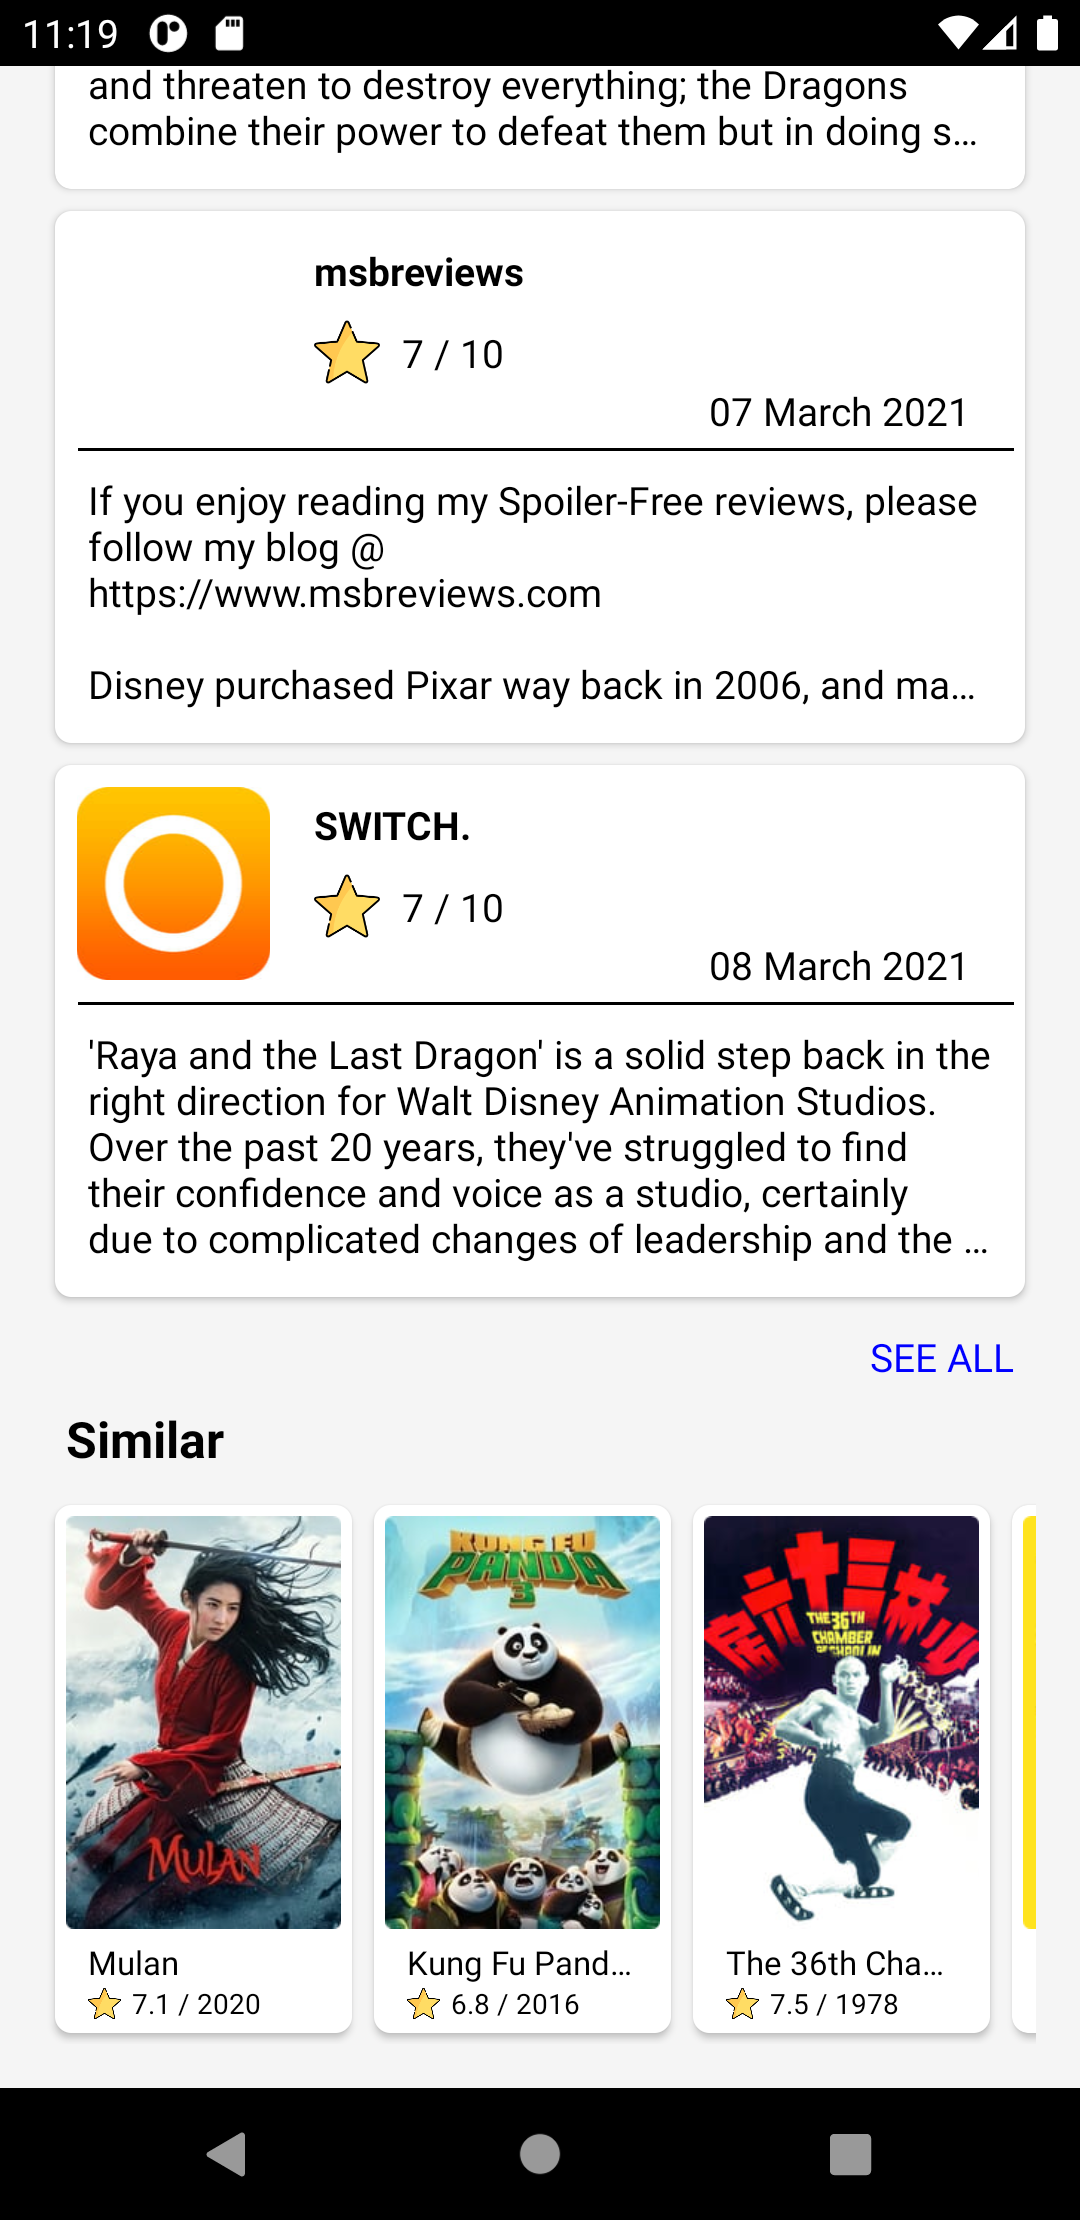 11:19
and threaten to destroy everything; the Dragons
combine their power to defeat them but in doing s...
msbreviews
7 / 10
07 March 2021
If you enjoy reading my Spoiler-Free reviews, please
follow my blog @
https://www.msbreviews.com
Disney purchased Pixar way back in 2006, and ma...
SWITCH.
7 / 10
08 March 2021
'Raya and the Last Dragon' is a solid step back in the
right direction for Walt Disney Animation Studios.
Over the past 20 years, they've struggled to find
their confidence and voice as a studio, certainly
due to complicated changes of leadership and the ...
SEE ALL
Similar
MULAN
KUNG FU
PANDA
3
房六十三林少
THE 36TH
CHAMBER
OF SHAOLIN
Mulan
7.1 / 2020
Kung Fu Pand...
6.8 / 2016
The 36th Cha...
7.5 / 1978